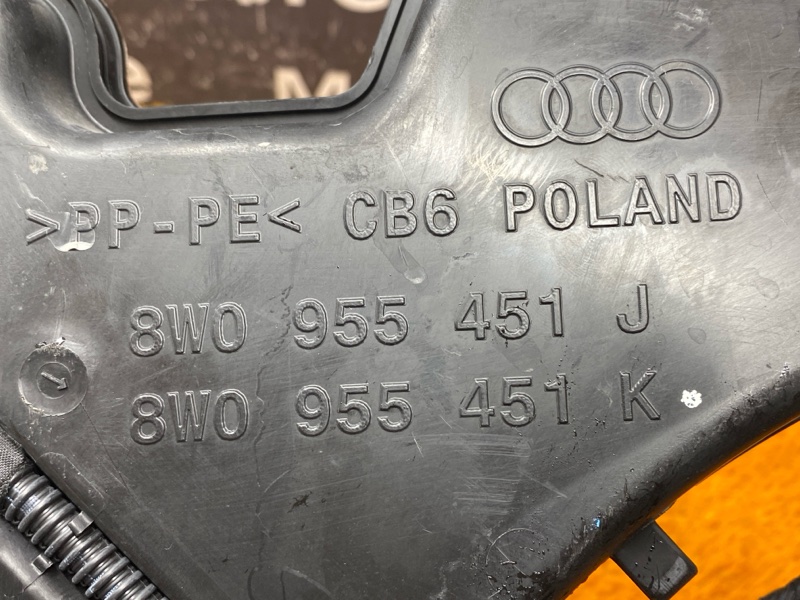 >PP-PE< CB6 POLAND
8W0 955 451 J
8W0 955 451 K